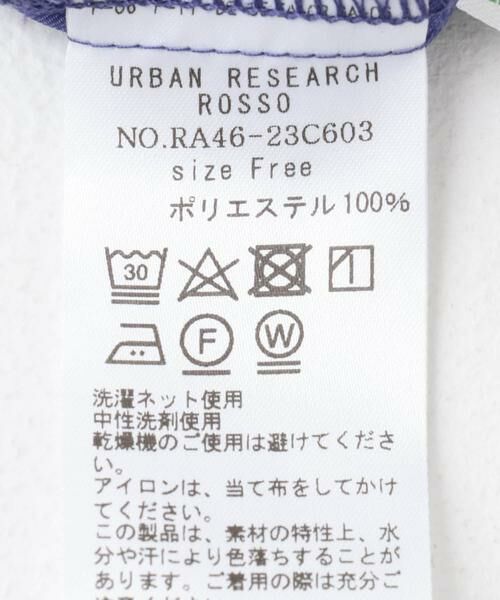 URBAN RESEARCH
ROSSO
NO.RA46-23C603
size Free
ポリエステル100%
30
F
W
洗濯ネット使用
中性洗剤使用
乾燥機のご使用は避けてくださ
い。
アイロンは、当て布をしてかけ
てください。
この製品は、素材の特性上、水
分や汗により色落ちすることが
あります。ご着用の際は充分ご